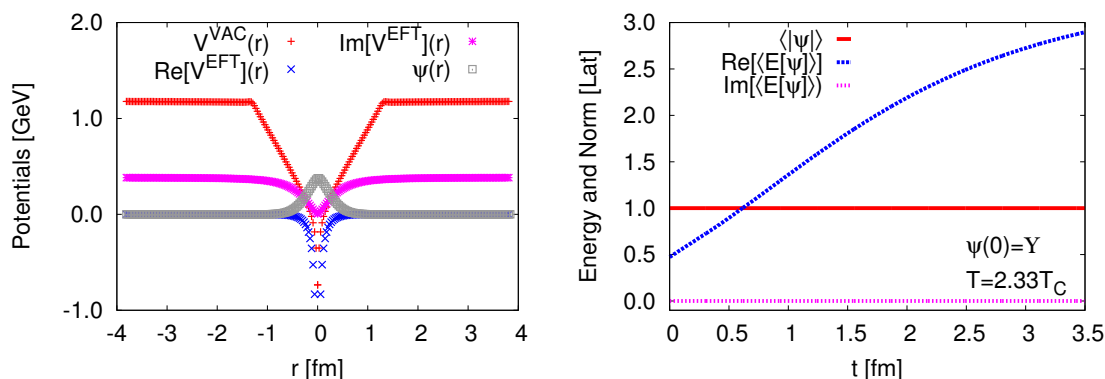 2.0
1.0
0.0
-1.0
Potentials [GeV]
V^VAC(r)
Re[V^EFT](r)
Im[V^EFT](r)
ψ(r)
-4 -3 -2 -1 0 1 2 3 4
r [fm]
3.0
2.5
2.0
1.5
1.0
0.5
0.0
Energy and Norm [Lat]
⟨|ψ|⟩
Re[⟨E[ψ]⟩]
Im[⟨E[ψ]⟩)
ψ(0)=Υ
T=2.33T_C
0 0.5 1 1.5 2 2.5 3 3.5
t [fm]